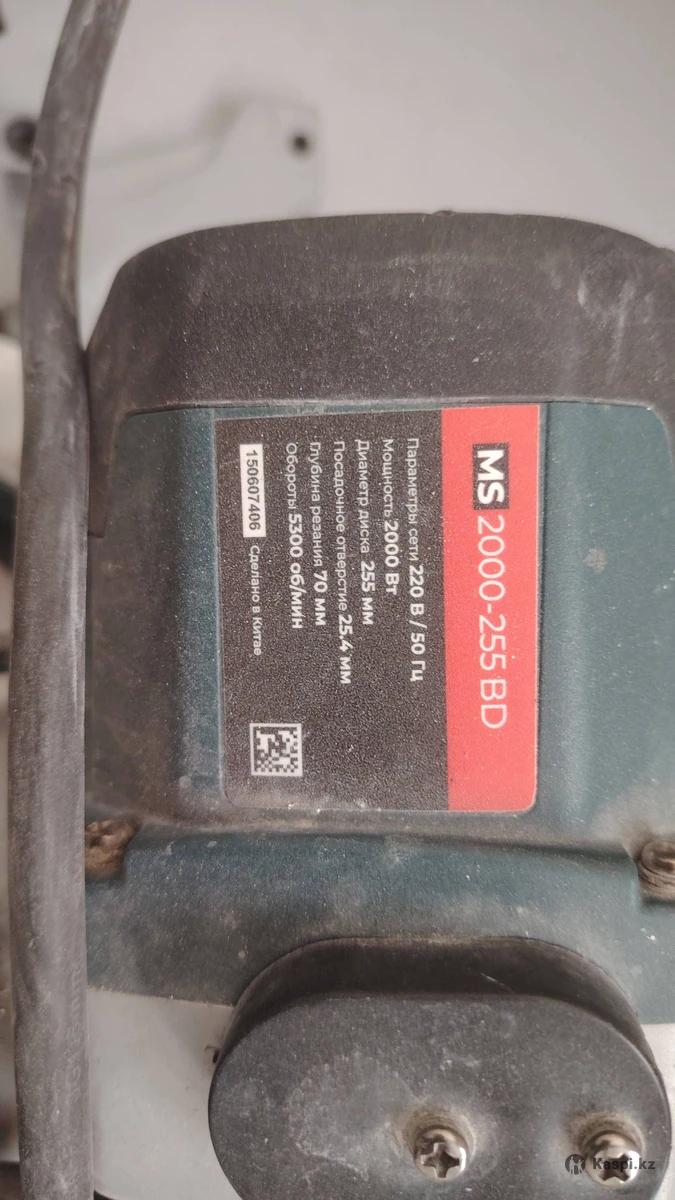 MS 2000-255 BD
Параметры сети 220 В / 50 Гц
Мощность 2000 Вт
Диаметр диска 255 мм
Посадочное отверстие 25.4 мм
Глубина резания 70 мм
Обороты 5300 об/мин
150607406 Сделано в Китае
Kaspi.kz